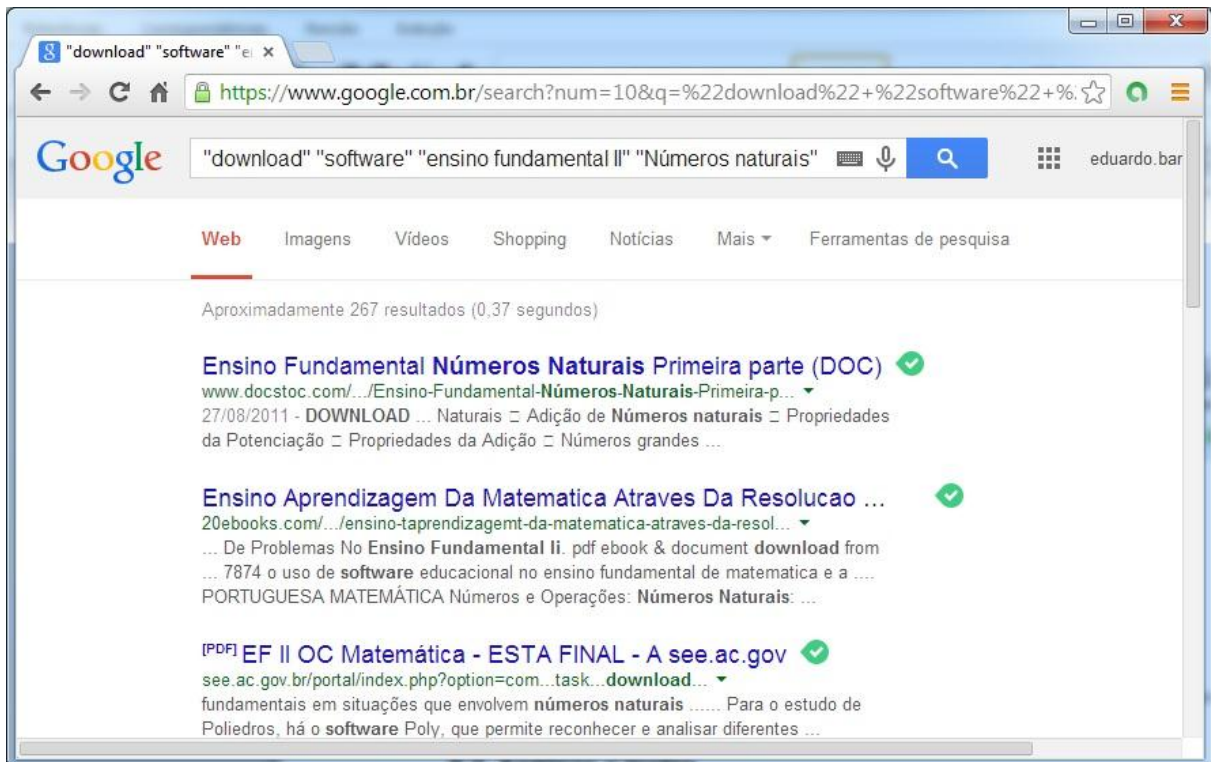 "download" "software" "e
https://www.google.com.br/search?num=10&q=%22download%22+%22software%22+%.
Google "download" "software" "ensino fundamental II" "Números naturais" eduardo.bar
Web Imagens Vídeos Shopping Notícias Mais Ferramentas de pesquisa
Aproximadamente 267 resultados (0,37 segundos)
Ensino Fundamental Números Naturais Primeira parte (DOC)
www.docstoc.com/.../Ensino-Fundamental-Números-Naturais-Primeira-p...
27/08/2011 - DOWNLOAD ... Naturais □ Adição de Números naturais □ Propriedades
da Potenciação □ Propriedades da Adição □ Números grandes ...
Ensino Aprendizagem Da Matematica Atraves Da Resolucao ...
20ebooks.com/.../ensino-taprendizagemt-da-matematica-atraves-da-resol...
... De Problemas No Ensino Fundamental Ii. pdf ebook & document download from
... 7874 o uso de software educacional no ensino fundamental de matematica e a ....
PORTUGUESA MATEMÁTICA Números e Operações: Números Naturais: ...
[PDF] EF II OC Matemática - ESTA FINAL - A see.ac.gov
see.ac.gov.br/portal/index.php?option=com...task...download...
fundamentais em situações que envolvem números naturais ...... Para o estudo de
Poliedros, há o software Poly, que permite reconhecer e analisar diferentes ...